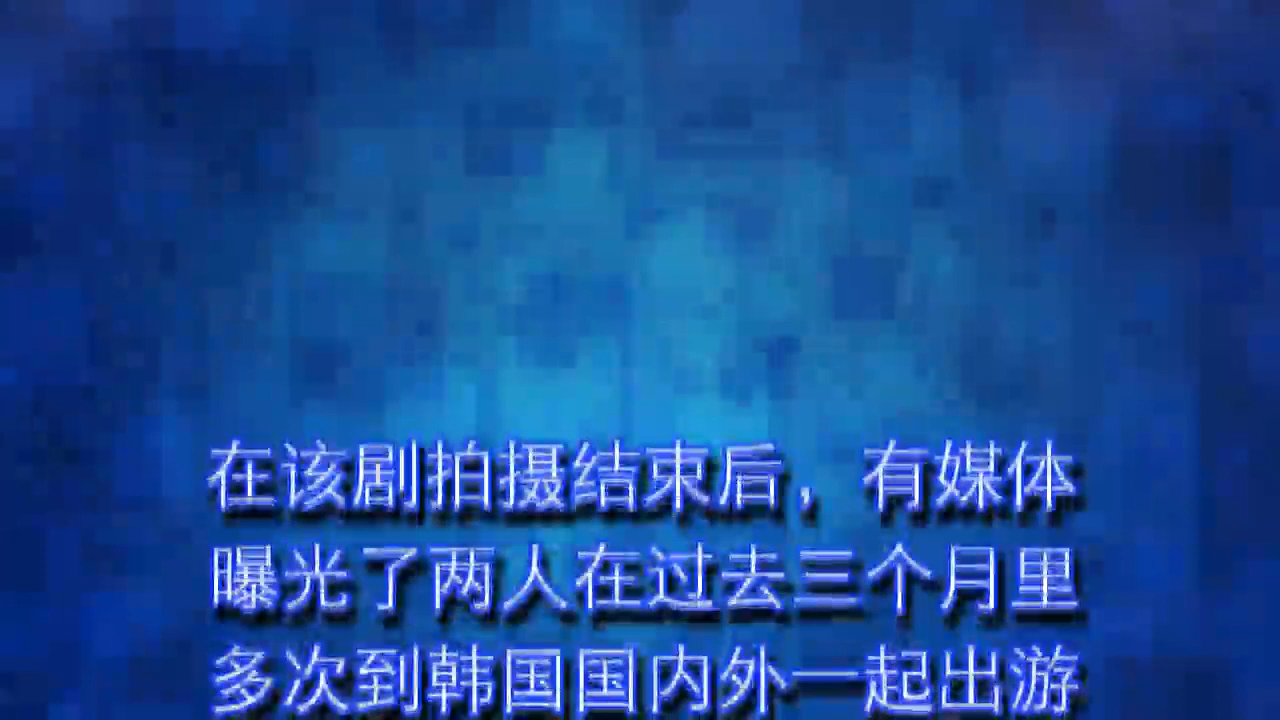 在该剧拍摄结束后，有媒体
曝光了两人在过去三个月里
多次到韩国国内外一起出游